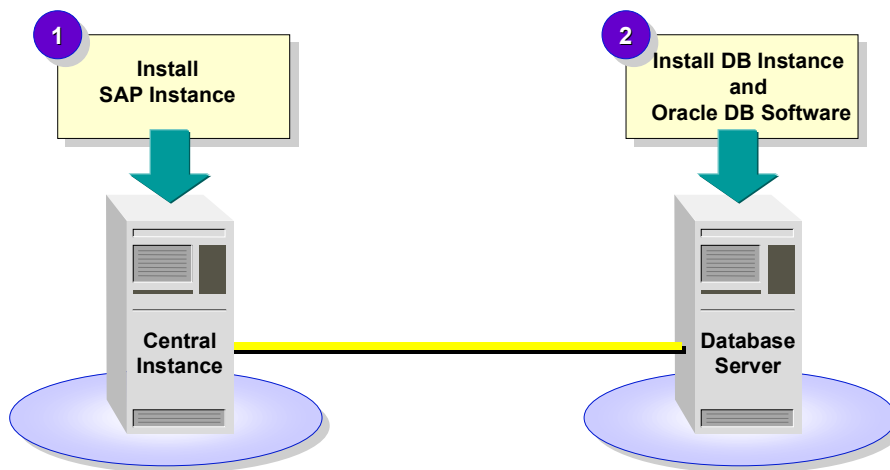 1
Install
SAP Instance
2
Install DB Instance
and
Oracle DB Software
Central
Instance
Database
Server